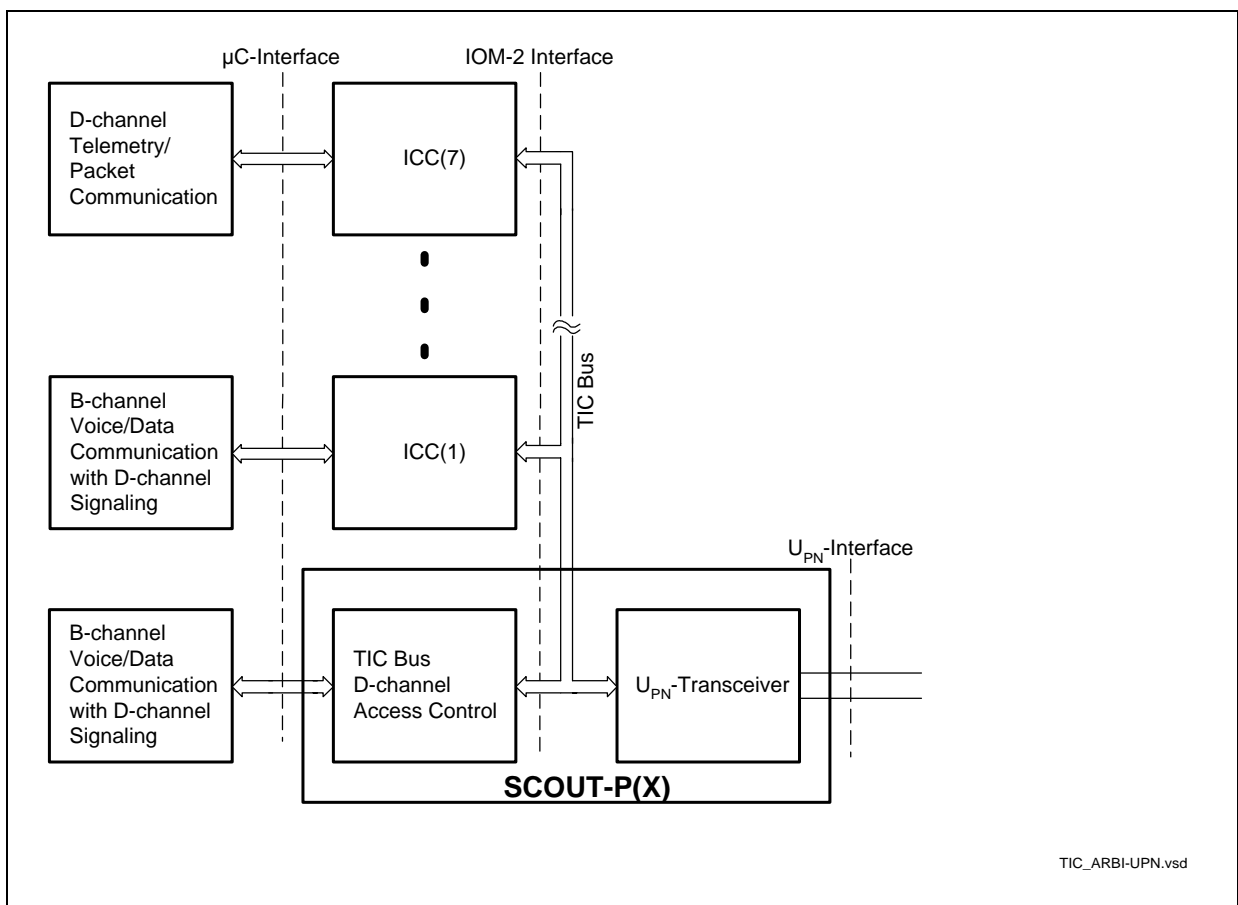 µC-Interface
IOM-2 Interface
D-channel
Telemetry/
Packet
Communication
ICC(7)
TIC Bus
B-channel
Voice/Data
Communication
with D-channel
Signaling
ICC(1)
UPN-Interface
B-channel
Voice/Data
Communication
with D-channel
Signaling
TIC Bus
D-channel
Access Control
UPN-Transceiver
SCOUT-P(X)
TIC_ARBI-UPN.vsd